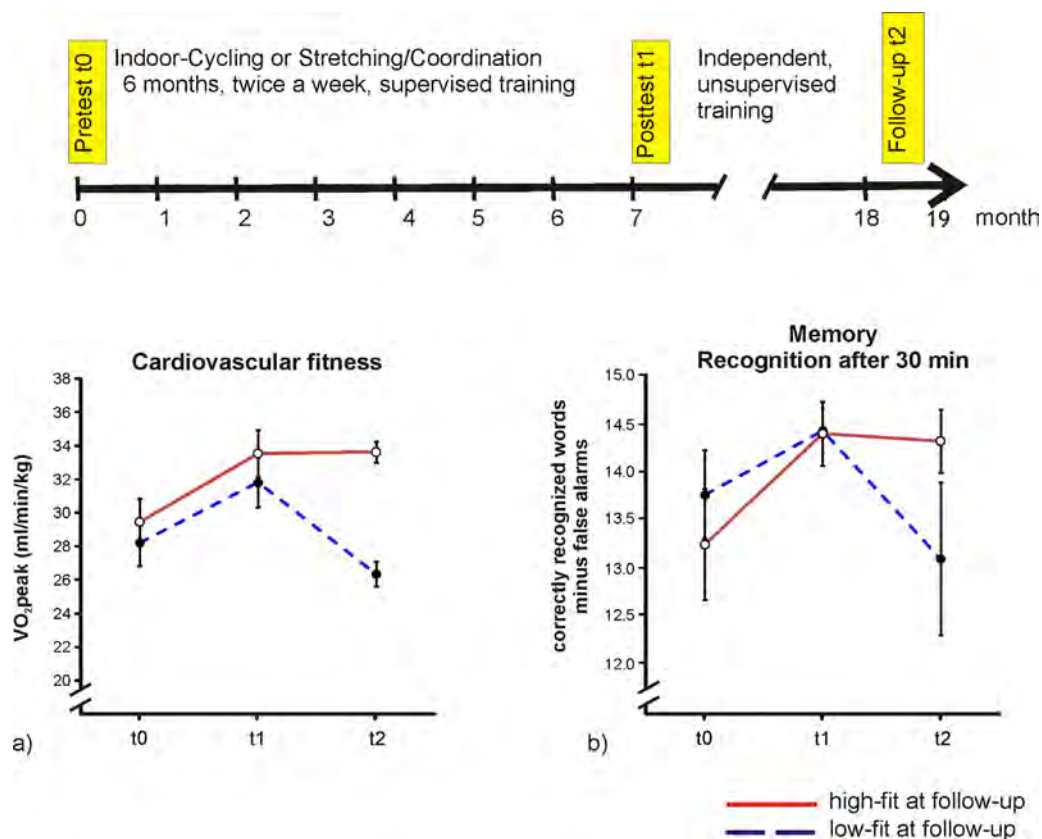 Pretest t0
Indoor-Cycling or Stretching/Coordination
6 months, twice a week, supervised training
Posttest t1
Independent,
unsupervised
training
Follow-up t2
0 1 2 3 4 5 6 7 18 19 month
Cardiovascular fitness
VO2peak (ml/min/kg)
38
36
34
32
30
28
26
24
22
20
t0 t1 t2
a)
Memory
Recognition after 30 min
correctly recognized words
minus false alarms
15.0
14.5
14.0
13.5
13.0
12.5
12.0
t0 t1 t2
b)
high-fit at follow-up
low-fit at follow-up